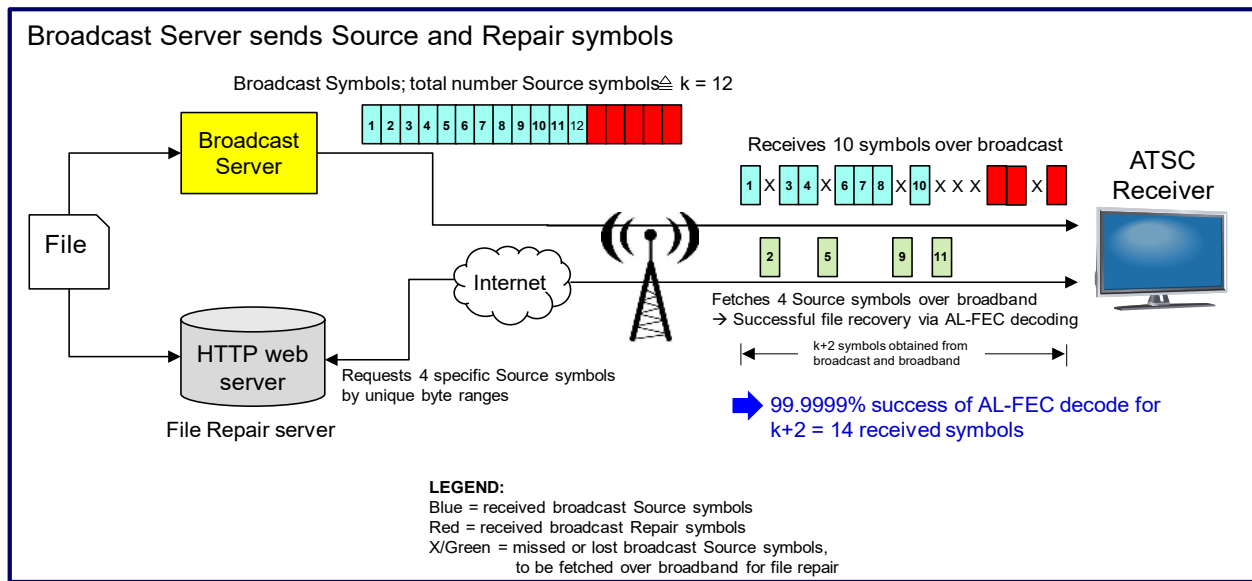 Broadcast Server sends Source and Repair symbols
Broadcast Symbols; total number Source symbols≙ k = 12
1 2 3 4 5 6 7 8 9 10 11 12
Broadcast
Server
Receives 10 symbols over broadcast
1 X 3 4 X 6 7 8 X 10 X X X X
ATSC
Receiver
File
Internet
2 5 9 11
Fetches 4 Source symbols over broadband
→ Successful file recovery via AL-FEC decoding
k+2 symbols obtained from
broadcast and broadband
HTTP web
server
Requests 4 specific Source symbols
by unique byte ranges
File Repair server
99.9999% success of AL-FEC decode for
k+2 = 14 received symbols
LEGEND:
Blue = received broadcast Source symbols
Red = received broadcast Repair symbols
X/Green = missed or lost broadcast Source symbols,
to be fetched over broadband for file repair